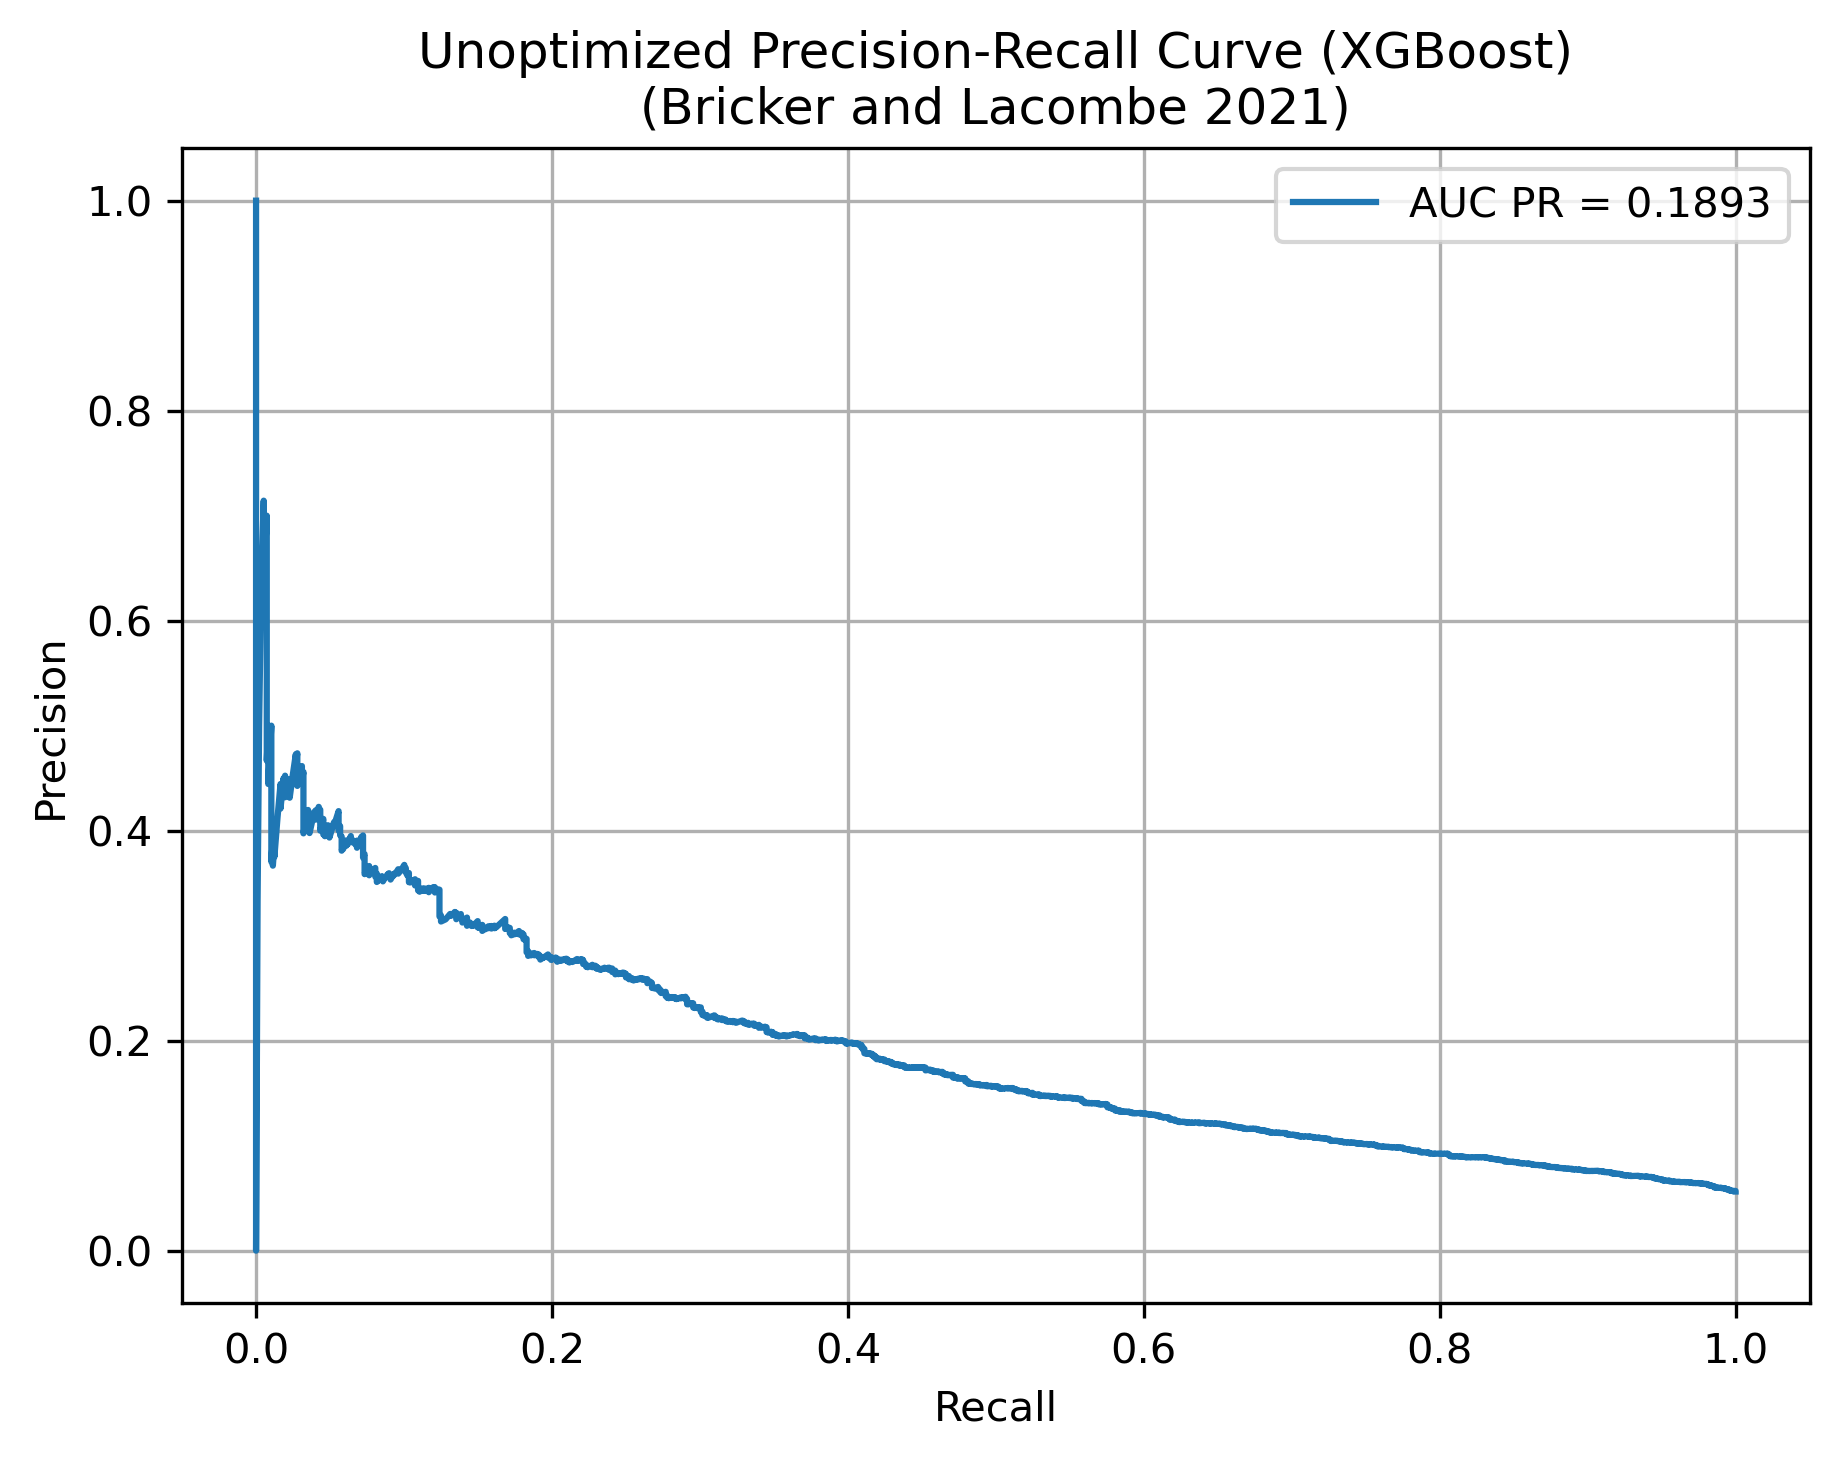 Unoptimized Precision-Recall Curve (XGBoost)
(Bricker and Lacombe 2021)
AUC PR = 0.1893
1.0
0.8
0.6
0.4
0.2
0.0
Precision
0.0 0.2 0.4 0.6 0.8 1.0
Recall